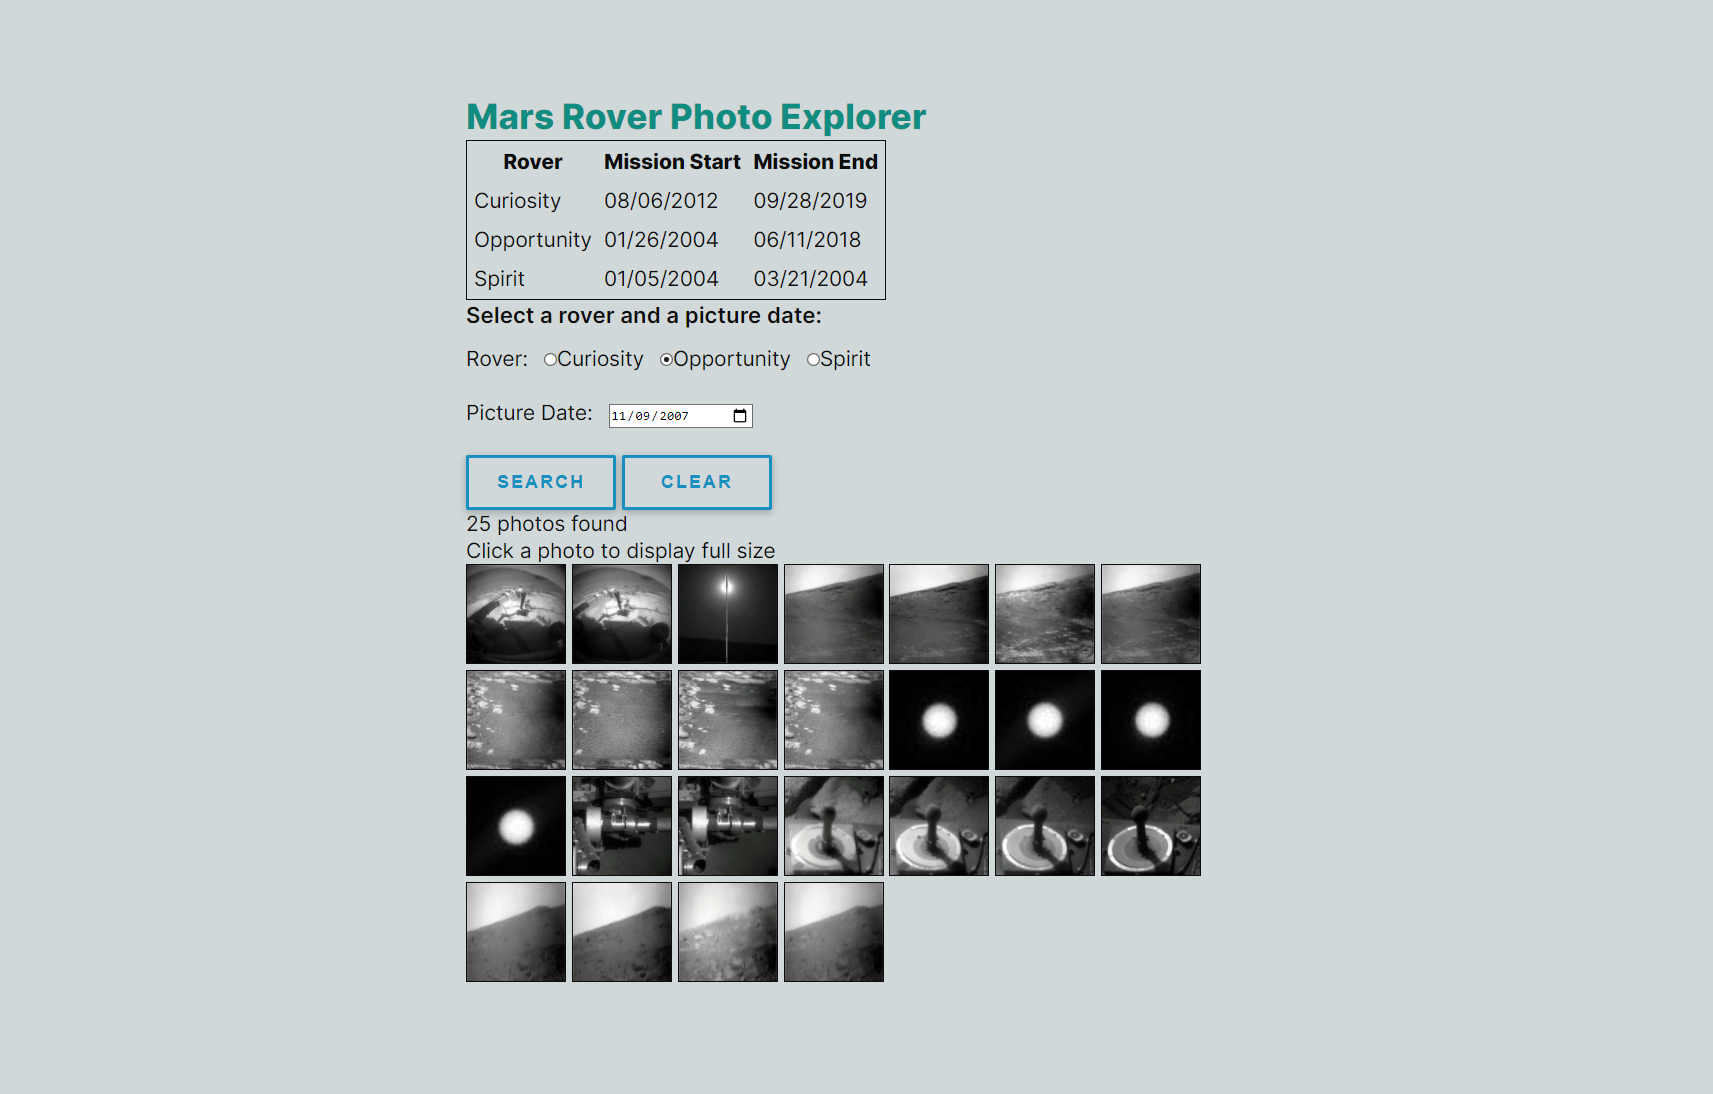 Mars Rover Photo Explorer
Rover Mission Start Mission End
Curiosity 08/06/2012 09/28/2019
Opportunity 01/26/2004 06/11/2018
Spirit 01/05/2004 03/21/2004
Select a rover and a picture date:
Rover: Curiosity Opportunity Spirit
Picture Date: 11/09/2007
SEARCH CLEAR
25 photos found
Click a photo to display full size